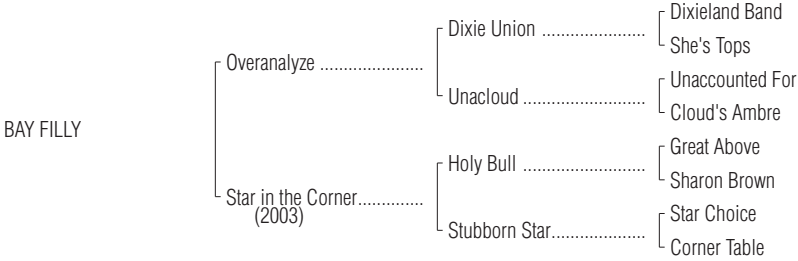 Dixieland Band
Dixie Union ......................
She's Tops
Overanalyze ......................
Unaccounted For
Unacloud ..........................
Cloud's Ambre
BAY FILLY
Great Above
Holy Bull ..........................
Sharon Brown
Star in the Corner..............
(2003)
Star Choice
Stubborn Star....................
Corner Table